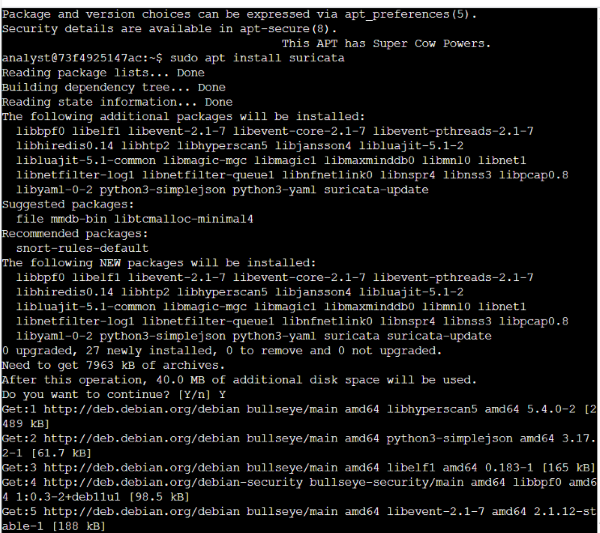 Package and version choices can be expressed via apt_preferences(5).
Security details are available in apt-secure(8).
This APT has Super Cow Powers.
analyst@73f4925147ac:~$ sudo apt install suricata
Reading package lists... Done
Building dependency tree... Done
Reading state information... Done
The following additional packages will be installed:
libbpf0 libelf1 libevent-2.1-7 libevent-core-2.1-7 libevent-pthreads-2.1-7
libhiredis0.14 libhtp2 libhyperscan5 libjansson4 libluajit-5.1-2
libluajit-5.1-common libmagic-mgc libmagic1 libmaxminddb0 libmnl0 libnet1
libnetfilter-log1 libnetfilter-queue1 libnfnetlink0 libnspr4 libnss3 libpcap0.8
libyaml-0-2 python3-simplejson python3-yaml suricata-update
Suggested packages:
file mmdb-bin libtcmalloc-minimal4
Recommended packages:
snort-rules-default
The following NEW packages will be installed:
libbpf0 libelf1 libevent-2.1-7 libevent-core-2.1-7 libevent-pthreads-2.1-7
libhiredis0.14 libhtp2 libhyperscan5 libjansson4 libluajit-5.1-2
libluajit-5.1-common libmagic-mgc libmagic1 libmaxminddb0 libmnl0 libnet1
libnetfilter-log1 libnetfilter-queue1 libnfnetlink0 libnspr4 libnss3 libpcap0.8
libyaml-0-2 python3-simplejson python3-yaml suricata suricata-update
0 upgraded, 27 newly installed, 0 to remove and 0 not upgraded.
Need to get 7963 kB of archives.
After this operation, 40.0 MB of additional disk space will be used.
Do you want to continue? [Y/n] Y
Get:1 http://deb.debian.org/debian bullseye/main amd64 libhyperscan5 amd64 5.4.0-2 [2
489 kB]
Get:2 http://deb.debian.org/debian bullseye/main amd64 python3-simplejson amd64 3.17.
2-1 [61.7 kB]
Get:3 http://deb.debian.org/debian bullseye/main amd64 libelf1 amd64 0.183-1 [165 kB]
Get:4 http://deb.debian.org/debian-security bullseye-security/main amd64 libbpf0 amd6
4 1:0.3-2+deb11u1 [98.5 kB]
Get:5 http://deb.debian.org/debian bullseye/main amd64 libevent-2.1-7 amd64 2.1.12-st
able-1 [188 kB]